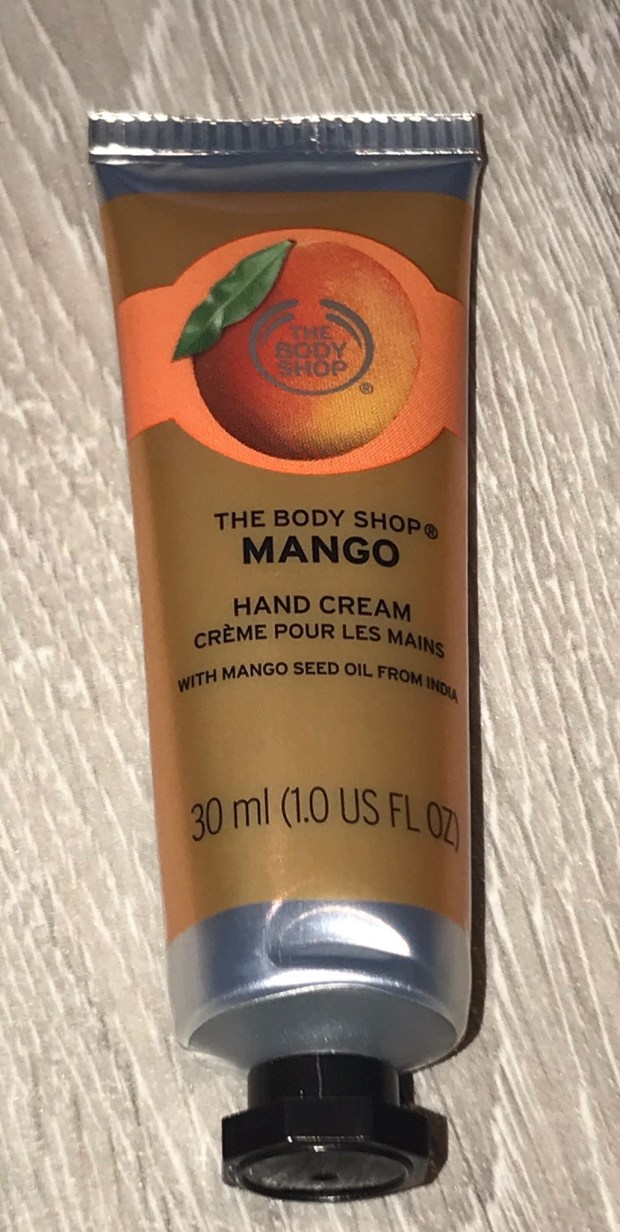 THE
BODY
SHOP
®
THE BODY SHOP®
MANGO
HAND CREAM
CRÈME POUR LES MAINS
WITH MANGO SEED OIL FROM INDIA
30 ml (1.0 US FL OZ)